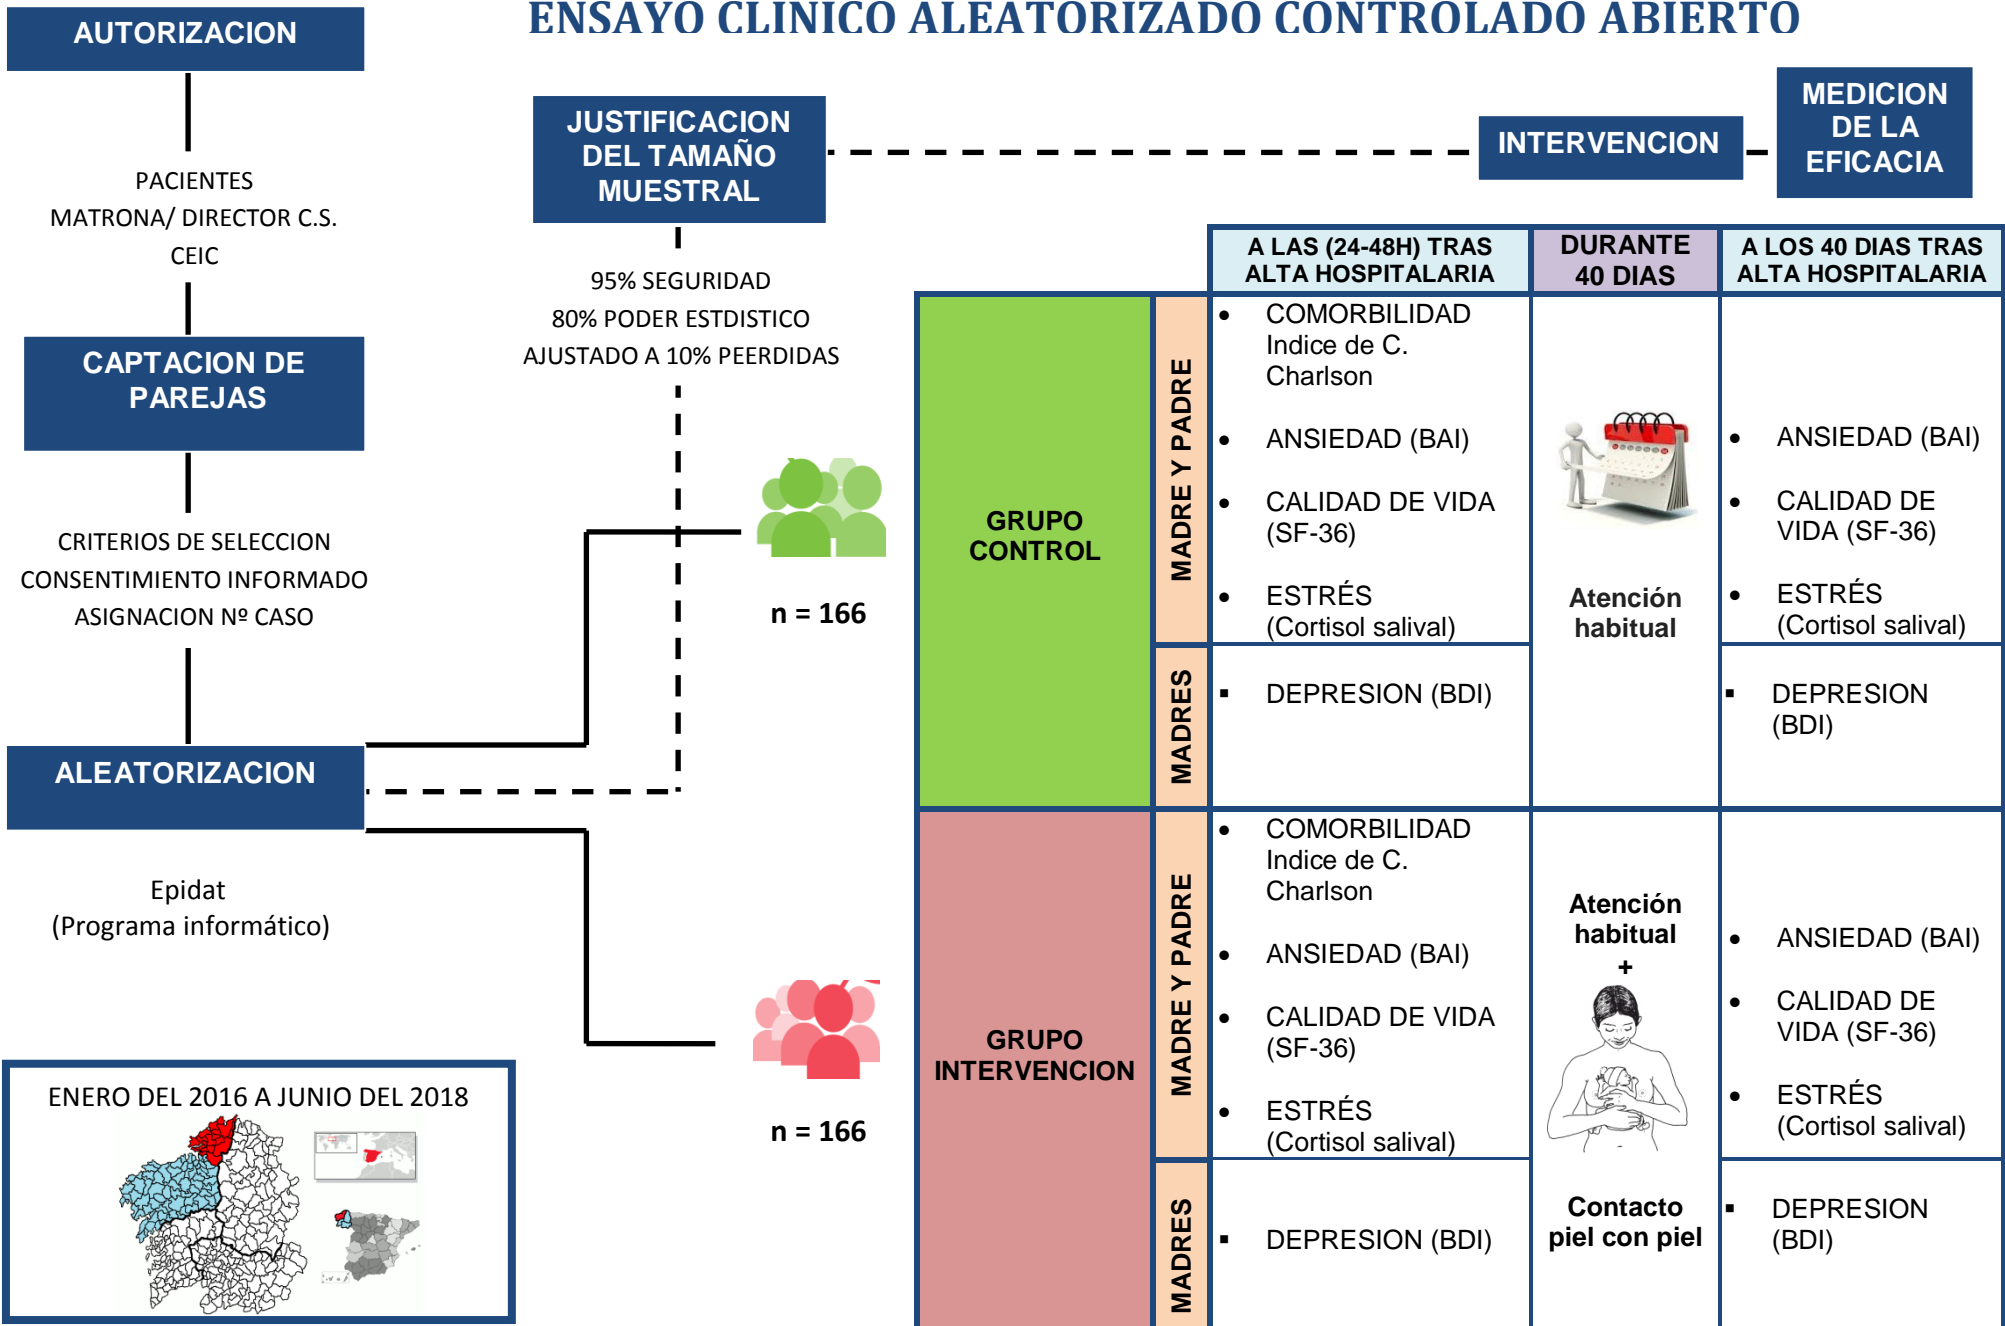 ENSAYO CLINICO ALEATORIZADO CONTROLADO ABIERTO
AUTORIZACION
PACIENTES
MATRONA/ DIRECTOR C.S.
CEIC
CAPTACION DE
PAREJAS
CRITERIOS DE SELECCION
CONSENTIMIENTO INFORMADO
ASIGNACION Nº CASO
ALEATORIZACION
Epidat
(Programa informático)
ENERO DEL 2016 A JUNIO DEL 2018
JUSTIFICACION
DEL TAMAÑO
MUESTRAL
95% SEGURIDAD
80% PODER ESTDISTICO
AJUSTADO A 10% PEERDIDAS
n = 166
n = 166
INTERVENCION
MEDICION
DE LA
EFICACIA
A LAS (24-48H) TRAS
ALTA HOSPITALARIA
DURANTE
40 DIAS
A LOS 40 DIAS TRAS
ALTA HOSPITALARIA
GRUPO
CONTROL
MADRE Y PADRE
• COMORBILIDAD
Indice de C.
Charlson
• ANSIEDAD (BAI)
• CALIDAD DE VIDA
(SF-36)
• ESTRÉS
(Cortisol salival)
Atención
habitual
• ANSIEDAD (BAI)
• CALIDAD DE
VIDA (SF-36)
• ESTRÉS
(Cortisol salival)
MADRES
▪ DEPRESION (BDI)
▪ DEPRESION
(BDI)
GRUPO
INTERVENCION
MADRE Y PADRE
• COMORBILIDAD
Indice de C.
Charlson
• ANSIEDAD (BAI)
• CALIDAD DE VIDA
(SF-36)
• ESTRÉS
(Cortisol salival)
Atención
habitual
+
Contacto
piel con piel
• ANSIEDAD (BAI)
• CALIDAD DE
VIDA (SF-36)
• ESTRÉS
(Cortisol salival)
MADRES
▪ DEPRESION (BDI)
▪ DEPRESION
(BDI)